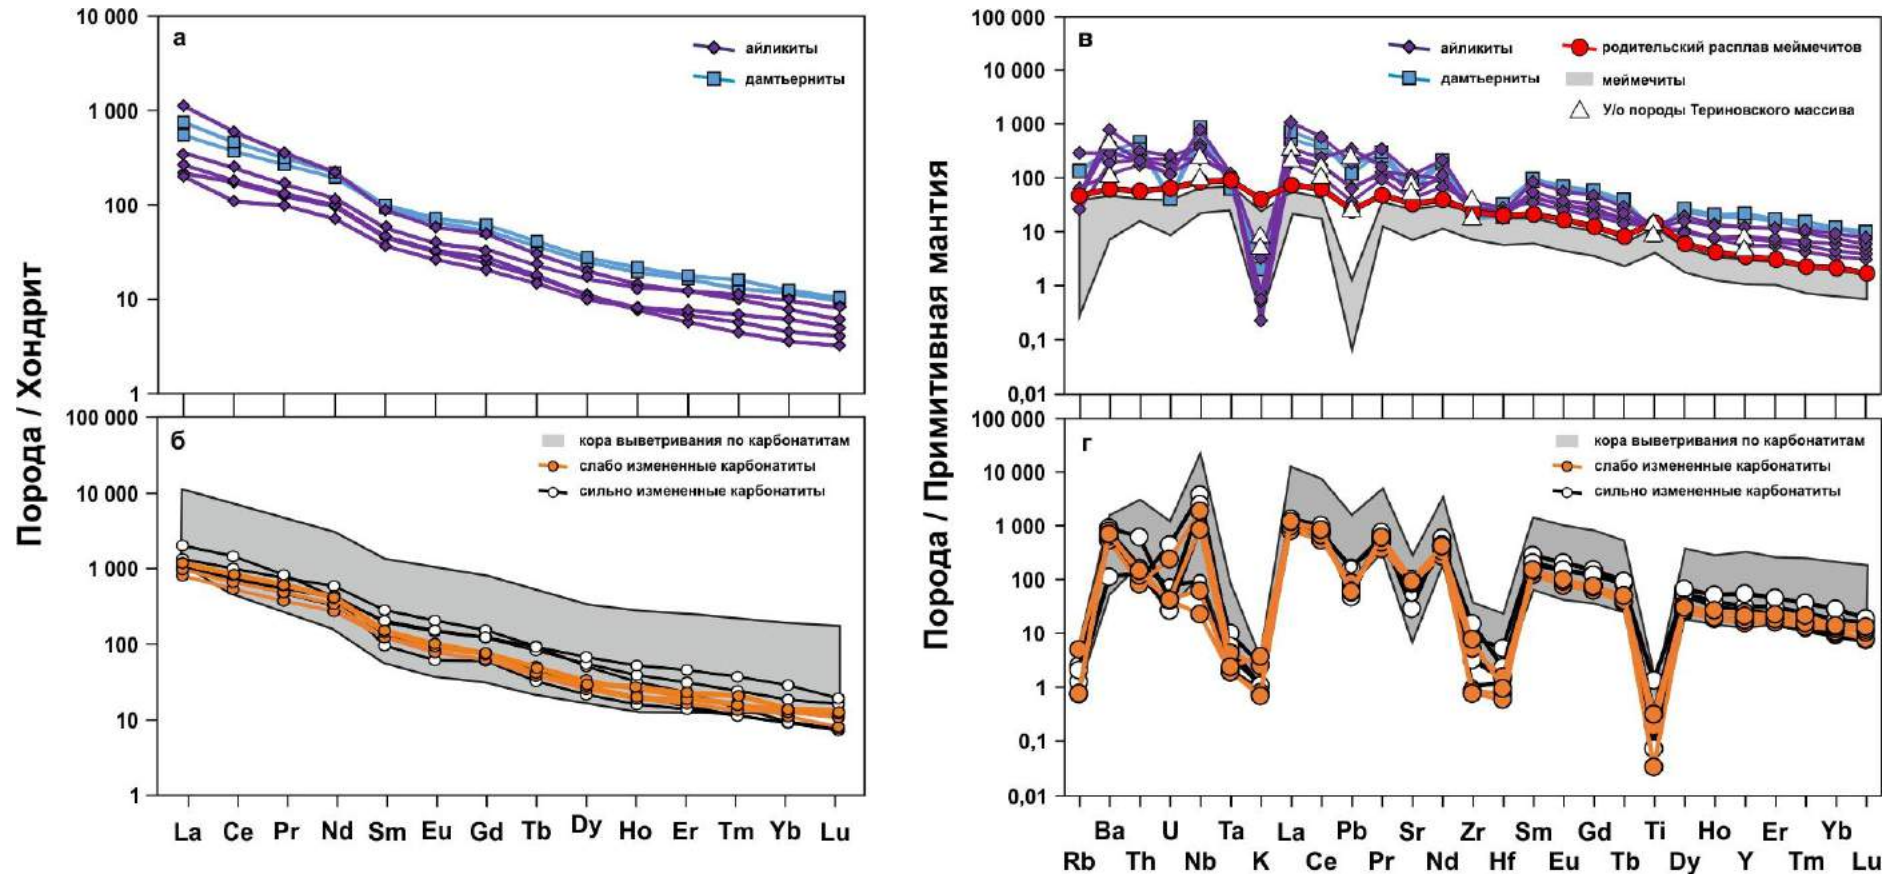 Порода / Хондрит
10 000
1 000
100
10
1
а
айликиты
дамтьерниты
100 000
10 000
1 000
100
10
1
б
кора выветривания по карбонатитам
слабо измененные карбонатиты
сильно измененные карбонатиты
La Ce Pr Nd Sm Eu Gd Tb Dy Ho Er Tm Yb Lu
Порода / Примитивная мантия
100 000
10 000
1 000
100
10
1
0,1
0,01
в
айликиты
дамтьерниты
родительский расплав меймечитов
меймечиты
У/о породы Териновского массива
100 000
10 000
1 000
100
10
1
0,1
0,01
г
кора выветривания по карбонатитам
слабо измененные карбонатиты
сильно измененные карбонатиты
Ba U Ta La Pb Sr Zr Sm Gd Ti Ho Er Yb
Rb Th Nb K Ce Pr Nd Hf Eu Tb Dy Y Tm Lu